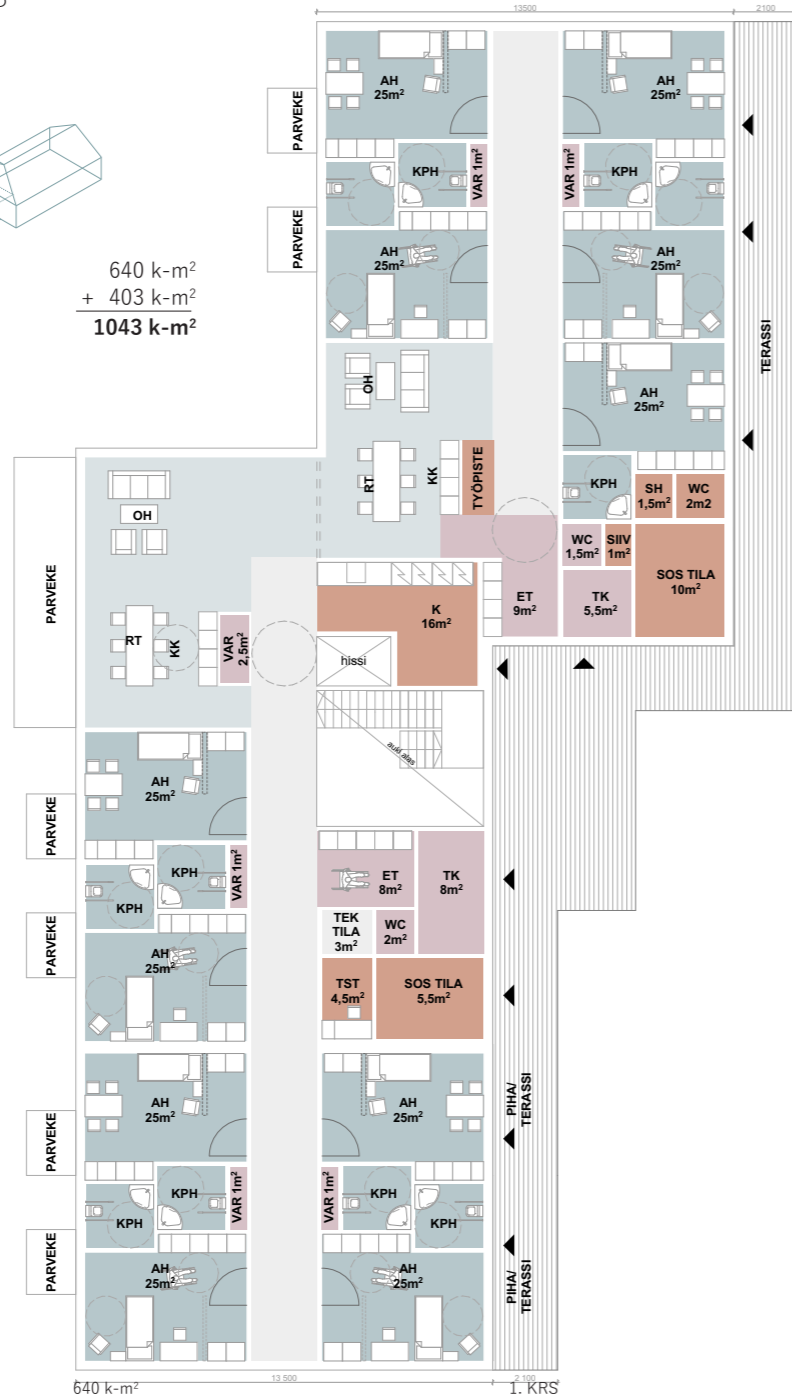 13500
2100
PARVEKE
AH
25m²
AH
25m²
KPH
VAR 1m²
VAR 1m²
KPH
PARVEKE
AH
25m²
AH
25m²
640 k-m²
+ 403 k-m²
1043 k-m²
TERASSI
OH
AH
25m²
RT
KK
TYÖPISTE
KPH
SH
1,5m²
WC
2m2
OH
PARVEKE
WC
1,5m²
SIIV
1m²
SOS TILA
10m²
ET
9m²
TK
5,5m²
K
16m²
RT
KK
VAR
2,5m²
hissi
auki alas
AH
25m²
PARVEKE
KPH
VAR 1m²
KPH
ET
8m²
TK
8m²
TEK
TILA
3m²
WC
2m²
PARVEKE
AH
25m²
TST
4,5m²
SOS TILA
5,5m²
AH
25m²
AH
25m²
PIHA/
TERASSI
PARVEKE
KPH
VAR 1m²
VAR 1m²
KPH
KPH
KPH
PARVEKE
AH
25m²
AH
25m²
PIHA/
TERASSI
13 500
2 100
640 k-m²
1. KRS